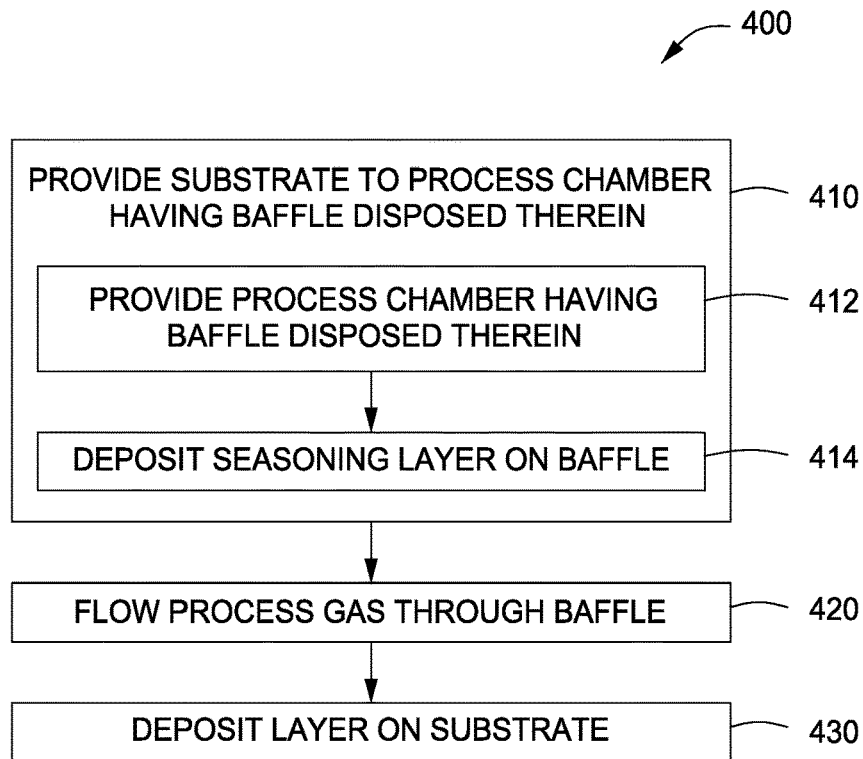 400
PROVIDE SUBSTRATE TO PROCESS CHAMBER
HAVING BAFFLE DISPOSED THEREIN
410
PROVIDE PROCESS CHAMBER HAVING
BAFFLE DISPOSED THEREIN
412
DEPOSIT SEASONING LAYER ON BAFFLE
414
FLOW PROCESS GAS THROUGH BAFFLE
420
DEPOSIT LAYER ON SUBSTRATE
430